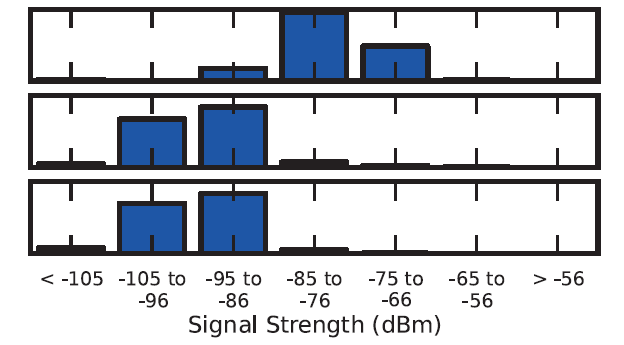 < -105 -105 to -95 to -85 to -75 to -65 to > -56
-96 -86 -76 -66 -56
Signal Strength (dBm)